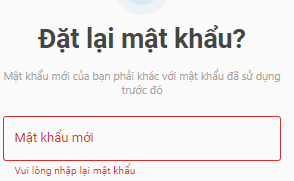 Đặt lại mật khẩu?
Mật khẩu mới của bạn phải khác với mật khẩu đã sử dụng
trước đó
Mật khẩu mới
Vui lòng nhập lại mật khẩu